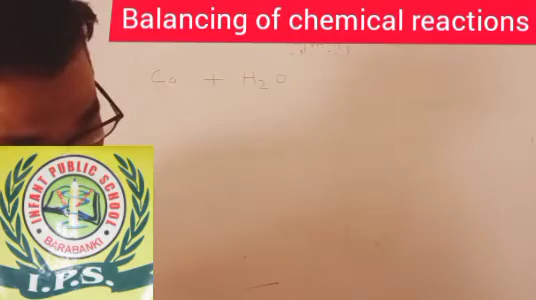 Balancing of chemical reactions
Ca + H₂O
INFANT PUBLIC SCHOOL
BARABANKI
I.P.S.